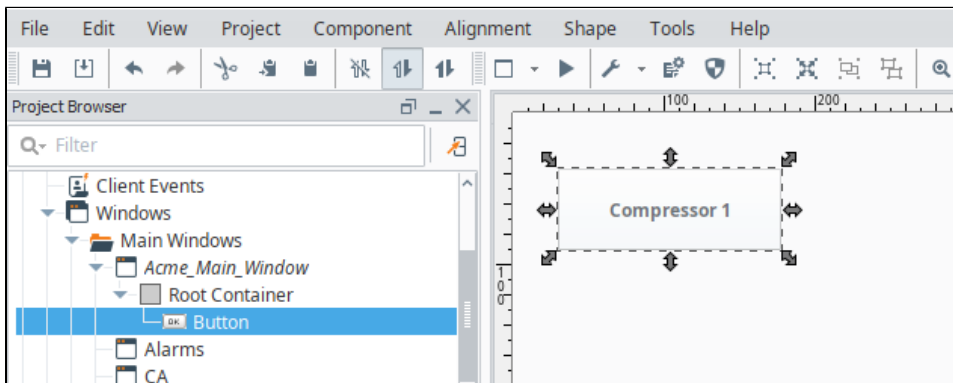 File Edit View Project Component Alignment Shape Tools Help
Project Browser
Filter
Client Events
Windows
Main Windows
Acme_Main_Window
Root Container
OK Button
Alarms
CA
100 200
Compressor 1
100